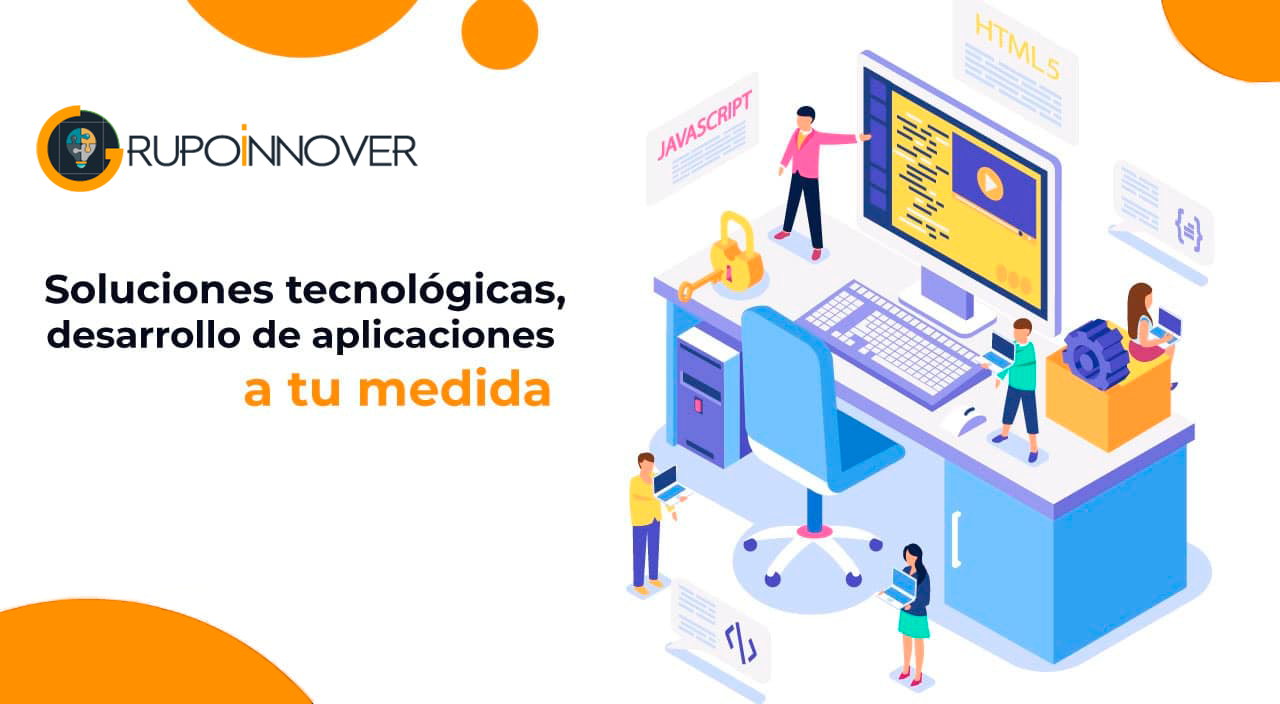 GRUPOiNNOVER
Soluciones tecnológicas,
desarrollo de aplicaciones
a tu medida
JAVASCRIPT
HTML5
{≡}
</>